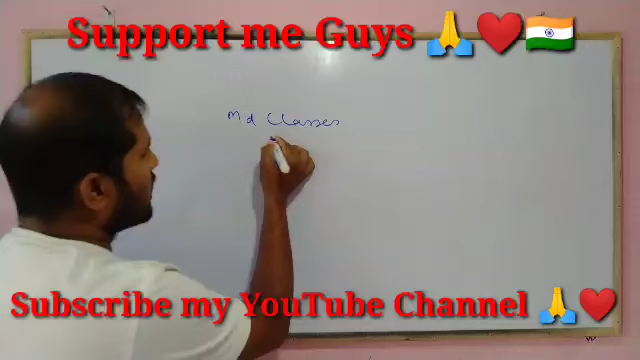 Support me Guys 🙏❤️🇮🇳
Md Classes
Subscribe my YouTube Channel 🙏❤️